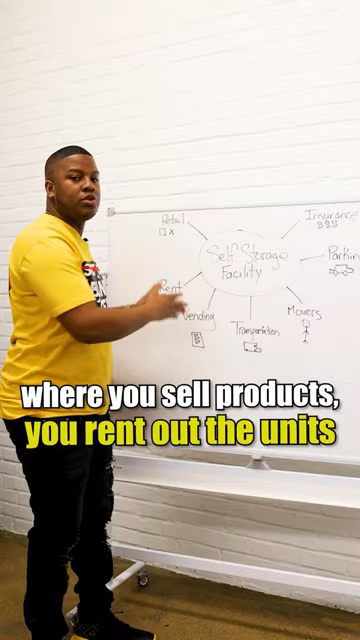 Retail
Insurance
$$$
Self Storage
Facility
Parking
Rent
Vending
Transportation
Movers
where you sell products,
you rent out the units